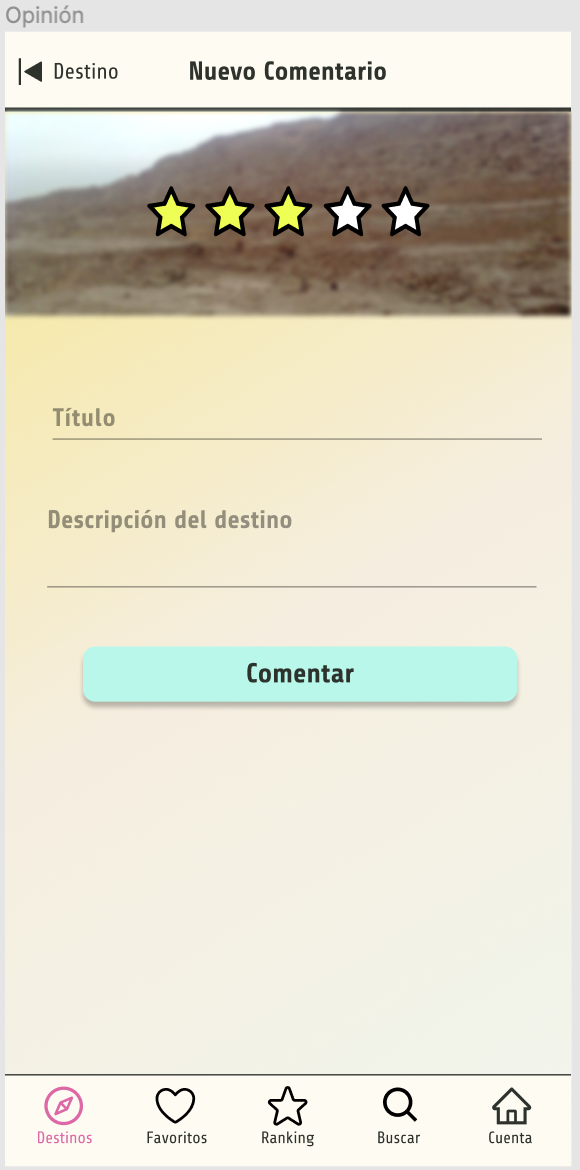 Opinión
Destino
Nuevo Comentario
Título
Descripción del destino
Comentar
Destinos
Favoritos
Ranking
Buscar
Cuenta